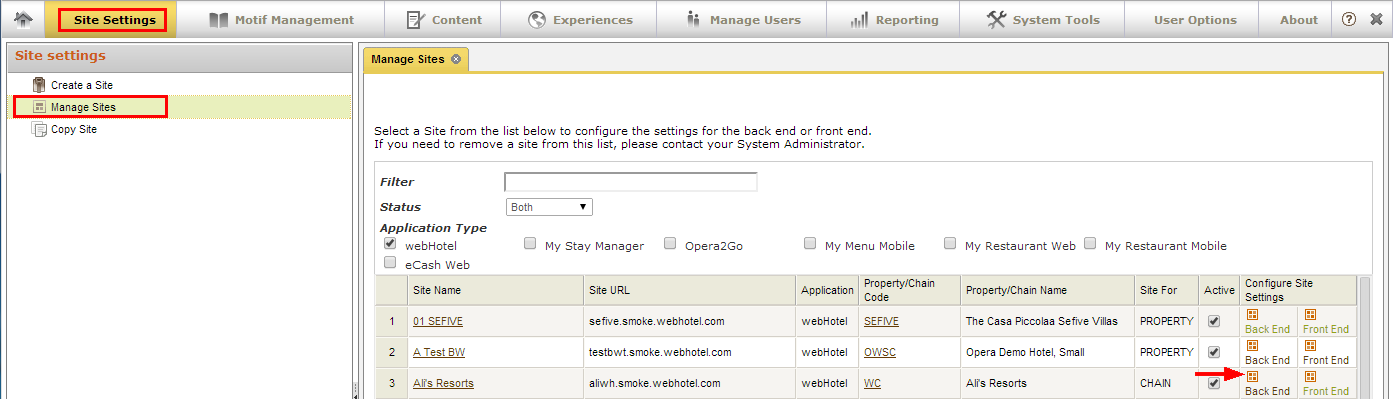 Site Settings Motif Management Content Experiences Manage Users Reporting System Tools User Options About ?
Site settings
Create a Site
Manage Sites
Copy Site
Manage Sites
Select a Site from the list below to configure the settings for the back end or front end.
If you need to remove a site from this list, please contact your System Administrator.
Filter
Status Both
Application Type
webHotel My Stay Manager Opera2Go My Menu Mobile My Restaurant Web My Restaurant Mobile
eCash Web
Site Name Site URL Application Property/Chain Code Property/Chain Name Site For Active Configure Site Settings
1 01 SEFIVE sefive.smoke.webhotel.com webHotel SEFIVE The Casa Piccolaa Sefive Villas PROPERTY Back End Front End
2 A Test BW testbwt.smoke.webhotel.com webHotel OWSC Opera Demo Hotel, Small PROPERTY Back End Front End
3 Ali's Resorts aliwh.smoke.webhotel.com webHotel WC Ali's Resorts CHAIN Back End Front End